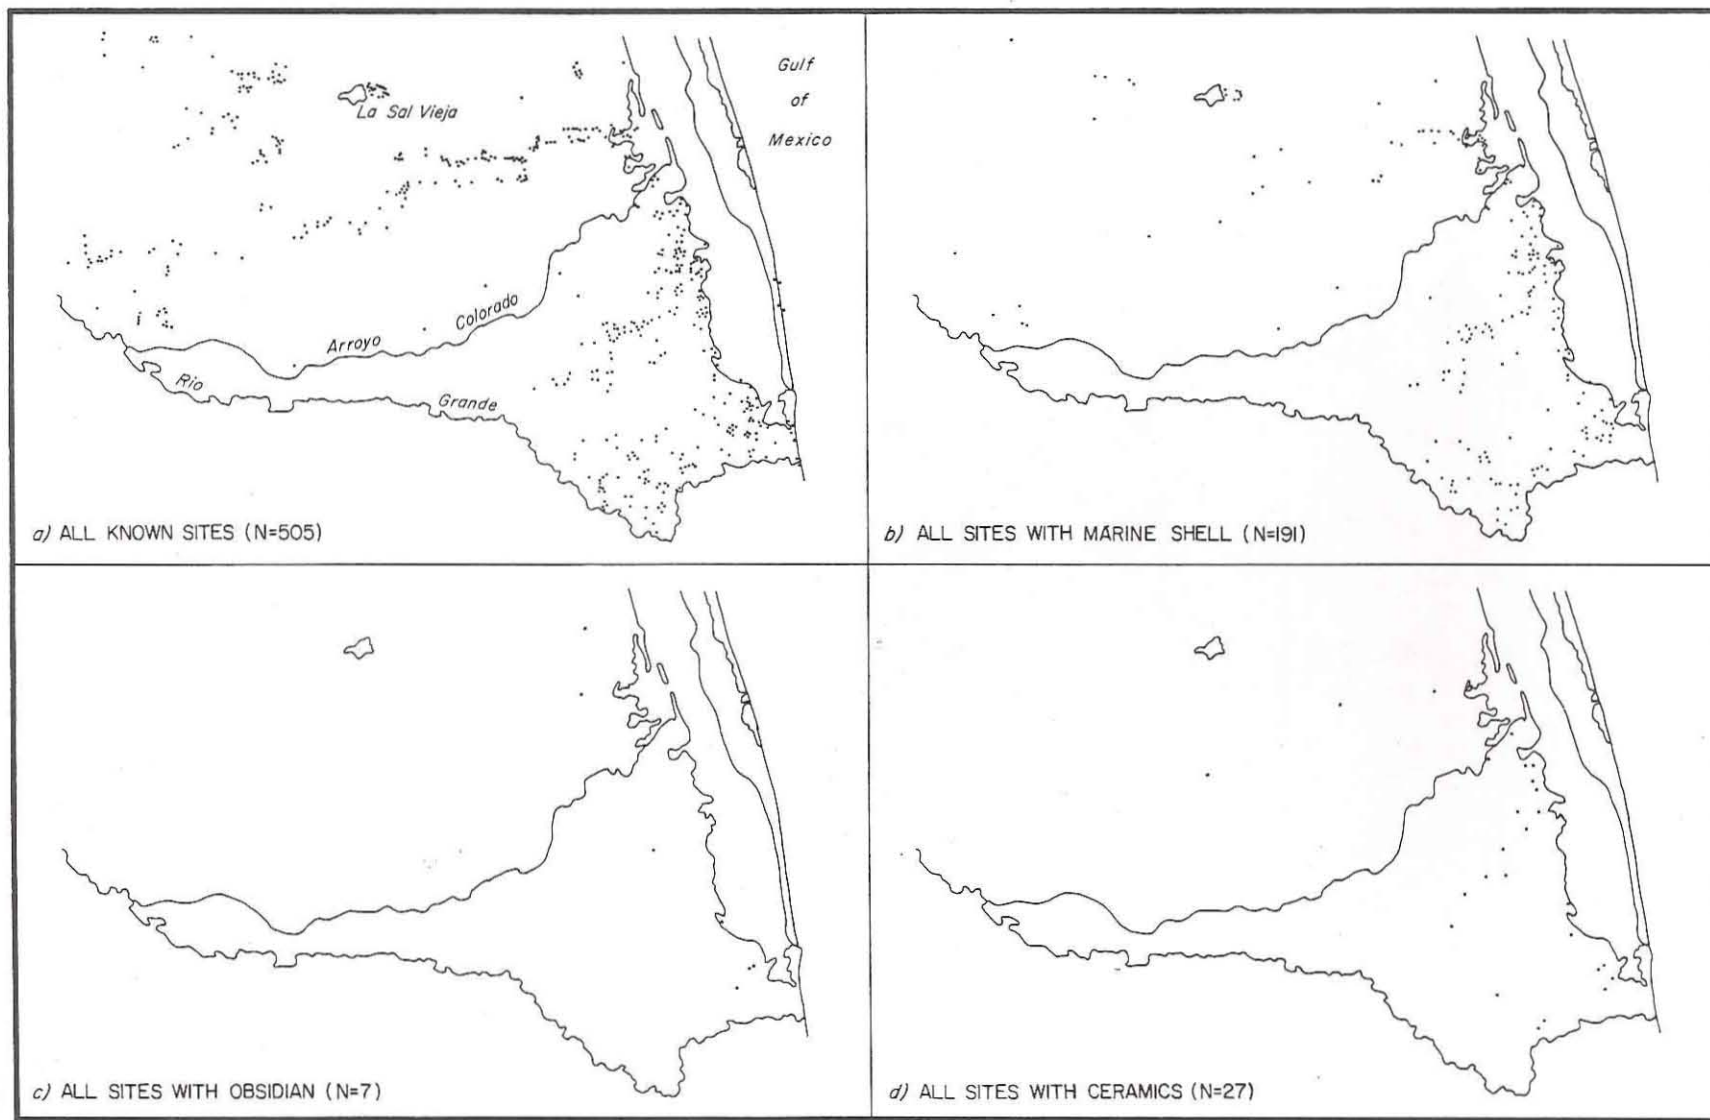 Gulf
of
Mexico
La Sal Vieja
Colorado
Arroyo
Rio
Grande
a) ALL KNOWN SITES (N=505)
b) ALL SITES WITH MARINE SHELL (N=191)
c) ALL SITES WITH OBSIDIAN (N=7)
d) ALL SITES WITH CERAMICS (N=27)